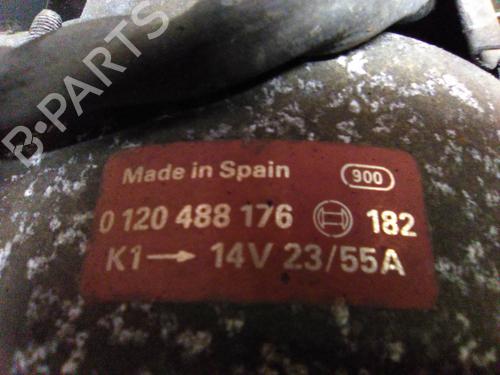 B-PARTS
Made in Spain 900
0 120 488 176 182
K1→ 14V 23/55A